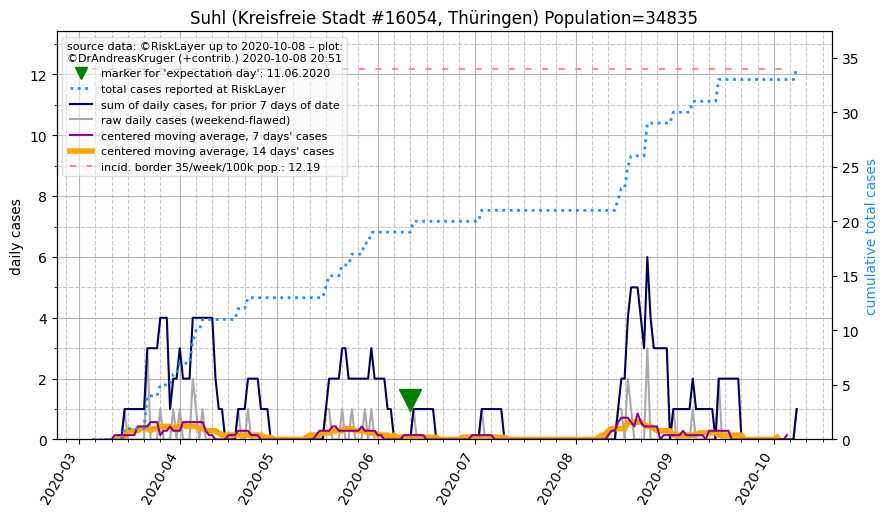 Suhl (Kreisfreie Stadt #16054, Thüringen) Population=34835
source data: ©RiskLayer up to 2020-10-08 – plot:
©DrAndreasKruger (+contrib.) 2020-10-08 20:51
marker for 'expectation day': 11.06.2020
total cases reported at RiskLayer
sum of daily cases, for prior 7 days of date
raw daily cases (weekend-flawed)
centered moving average, 7 days' cases
centered moving average, 14 days' cases
incid. border 35/week/100k pop.: 12.19
daily cases
12
10
8
6
4
2
0
cumulative total cases
35
30
25
20
15
10
5
0
2020-03
2020-04
2020-05
2020-06
2020-07
2020-08
2020-09
2020-10